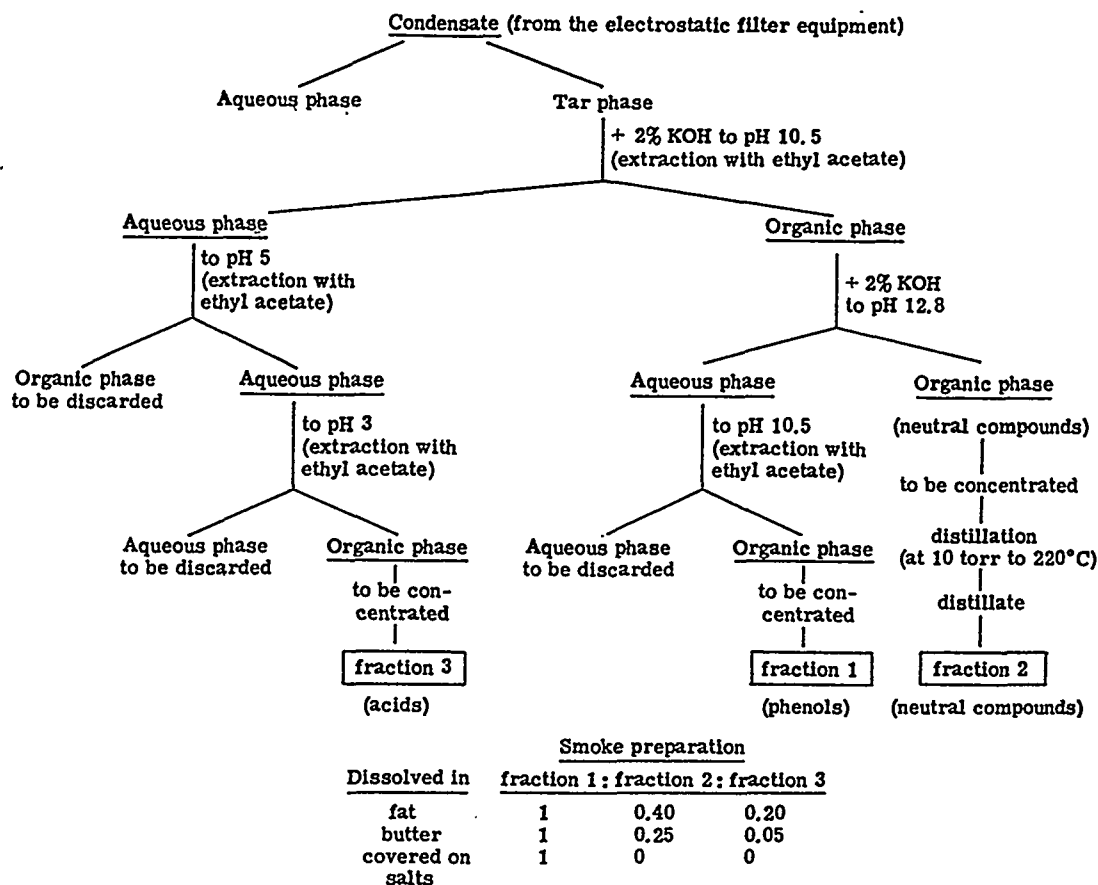 Condensate (from the electrostatic filter equipment)
Aqueous phase
Tar phase
+ 2% KOH to pH 10.5
(extraction with ethyl acetate)
Aqueous phase
Organic phase
to pH 5
(extraction with
ethyl acetate)
+ 2% KOH
to pH 12.8
Organic phase
to be discarded
Aqueous phase
Aqueous phase
Organic phase
(neutral compounds)
to pH 3
(extraction with
ethyl acetate)
to pH 10.5
(extraction with
ethyl acetate)
to be concentrated
distillation
(at 10 torr to 220°C)
distillate
Aqueous phase
to be discarded
Organic phase
to be con-
centrated
Aqueous phase
to be discarded
Organic phase
to be con-
centrated
fraction 3
(acids)
fraction 1
(phenols)
fraction 2
(neutral compounds)
Smoke preparation
Dissolved in fraction 1 : fraction 2 : fraction 3
fat 1 0.40 0.20
butter 1 0.25 0.05
covered on 1 0 0
salts